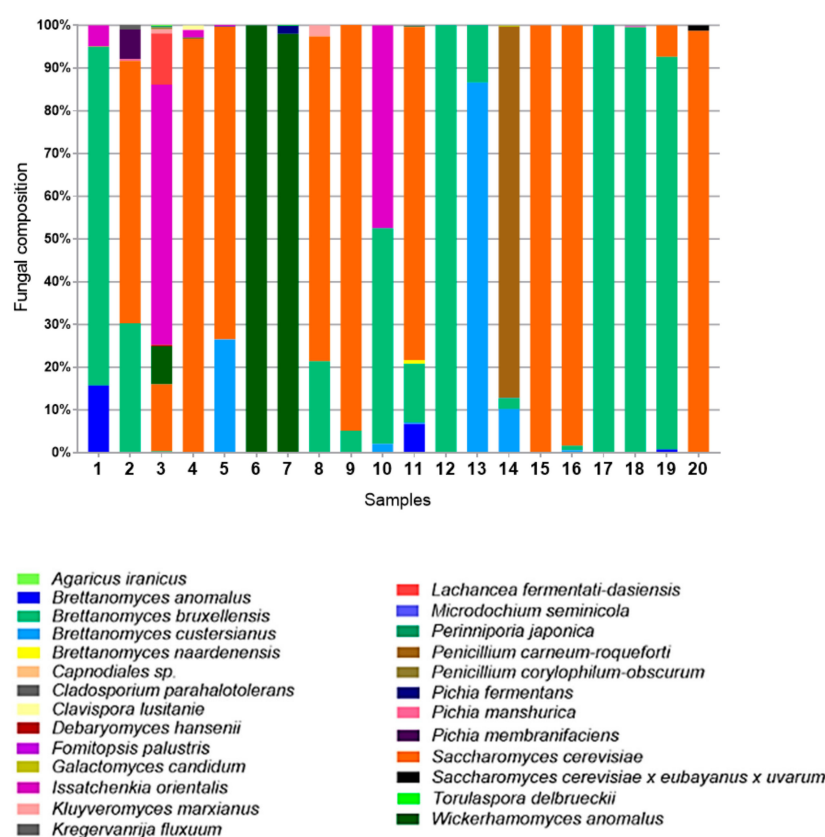 100%
90%
80%
70%
60%
50%
40%
30%
20%
10%
0%
Fungal composition
1 2 3 4 5 6 7 8 9 10 11 12 13 14 15 16 17 18 19 20
Samples
Agaricus iranicus
Brettanomyces anomalus
Brettanomyces bruxellensis
Brettanomyces custersianus
Brettanomyces naardenensis
Capnodiales sp.
Cladosporium parahalotolerans
Clavispora lusitanie
Debaryomyces hansenii
Fomitopsis palustris
Galactomyces candidum
Issatchenkia orientalis
Kluyveromyces marxianus
Kregervanrija fluxuum
Lachancea fermentati-dasiensis
Microdochium seminicola
Perinniporia japonica
Penicillium carneum-roqueforti
Penicillium corylophilum-obscurum
Pichia fermentans
Pichia manshurica
Pichia membranifaciens
Saccharomyces cerevisiae
Saccharomyces cerevisiae x eubayanus x uvarum
Torulaspora delbrueckii
Wickerhamomyces anomalus